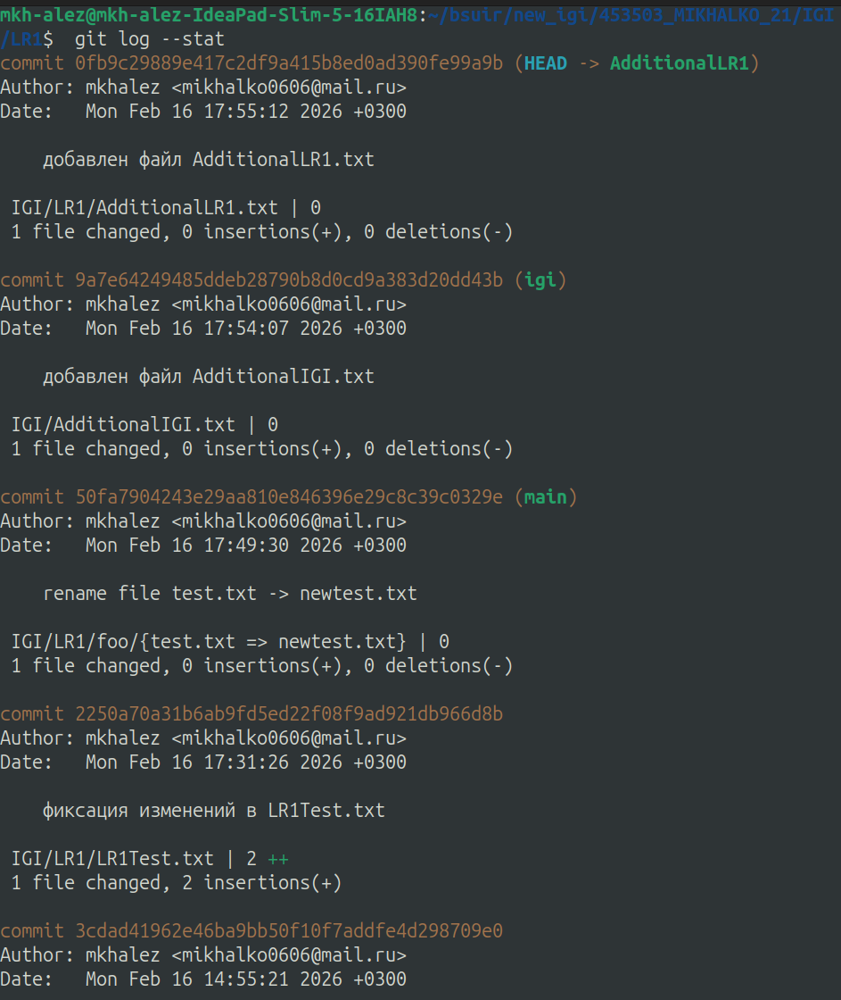 mkh-alez@mkh-alez-IdeaPad-Slim-5-16IAH8:~/bsuir/new_igi/453503_MIKHALKO_21/IGI
/LR1$  git log --stat
commit 0fb9c29889e417c2df9a415b8ed0ad390fe99a9b (HEAD -> AdditionalLR1)
Author: mkhalez <mikhalko0606@mail.ru>
Date:   Mon Feb 16 17:55:12 2026 +0300
добавлен файл AdditionalLR1.txt
IGI/LR1/AdditionalLR1.txt | 0
1 file changed, 0 insertions(+), 0 deletions(-)
commit 9a7e64249485ddeb28790b8d0cd9a383d20dd43b (igi)
Author: mkhalez <mikhalko0606@mail.ru>
Date:   Mon Feb 16 17:54:07 2026 +0300
добавлен файл AdditionalIGI.txt
IGI/AdditionalIGI.txt | 0
1 file changed, 0 insertions(+), 0 deletions(-)
commit 50fa7904243e29aa810e846396e29c8c39c0329e (main)
Author: mkhalez <mikhalko0606@mail.ru>
Date:   Mon Feb 16 17:49:30 2026 +0300
rename file test.txt -> newtest.txt
IGI/LR1/foo/{test.txt => newtest.txt} | 0
1 file changed, 0 insertions(+), 0 deletions(-)
commit 2250a70a31b6ab9fd5ed22f08f9ad921db966d8b
Author: mkhalez <mikhalko0606@mail.ru>
Date:   Mon Feb 16 17:31:26 2026 +0300
фиксация изменений в LR1Test.txt
IGI/LR1/LR1Test.txt | 2 ++
1 file changed, 2 insertions(+)
commit 3cdad41962e46ba9bb50f10f7addfe4d298709e0
Author: mkhalez <mikhalko0606@mail.ru>
Date:   Mon Feb 16 14:55:21 2026 +0300